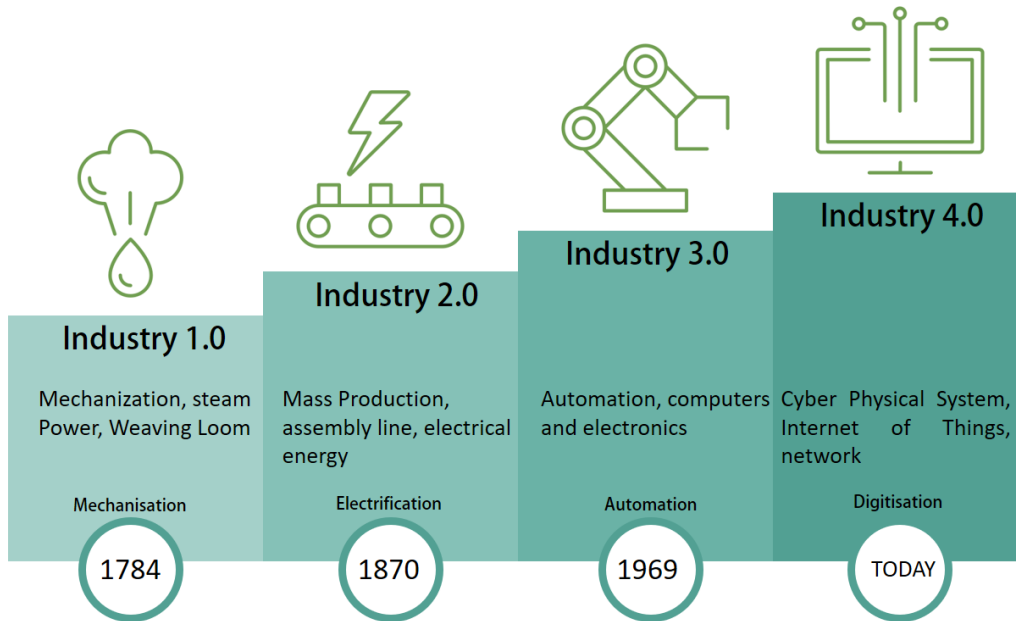 Industry 1.0
Mechanization, steam
Power, Weaving Loom
Mechanisation
1784
Industry 2.0
Mass Production,
assembly line, electrical
energy
Electrification
1870
Industry 3.0
Automation, computers
and electronics
Automation
1969
Industry 4.0
Cyber Physical System,
Internet of Things,
network
Digitisation
TODAY